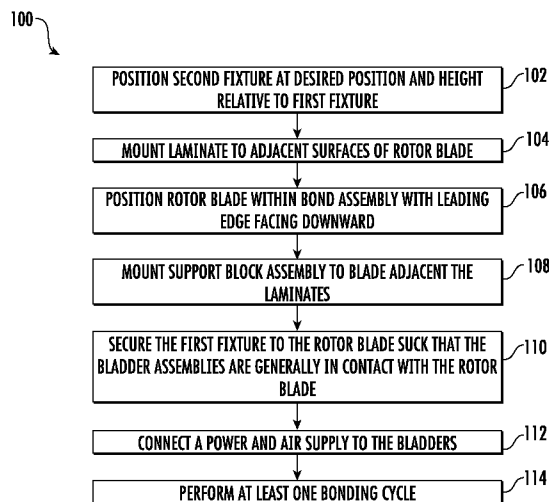 100
POSITION SECOND FIXTURE AT DESIRED POSITION AND HEIGHT
RELATIVE TO FIRST FIXTURE
102
MOUNT LAMINATE TO ADJACENT SURFACES OF ROTOR BLADE
104
POSITION ROTOR BLADE WITHIN BOND ASSEMBLY WITH LEADING
EDGE FACING DOWNWARD
106
MOUNT SUPPORT BLOCK ASSEMBLY TO BLADE ADJACENT THE
LAMINATES
108
SECURE THE FIRST FIXTURE TO THE ROTOR BLADE SUCK THAT THE
BLADDER ASSEMBLIES ARE GENERALLY IN CONTACT WITH THE ROTOR
BLADE
110
CONNECT A POWER AND AIR SUPPLY TO THE BLADDERS
112
PERFORM AT LEAST ONE BONDING CYCLE
114